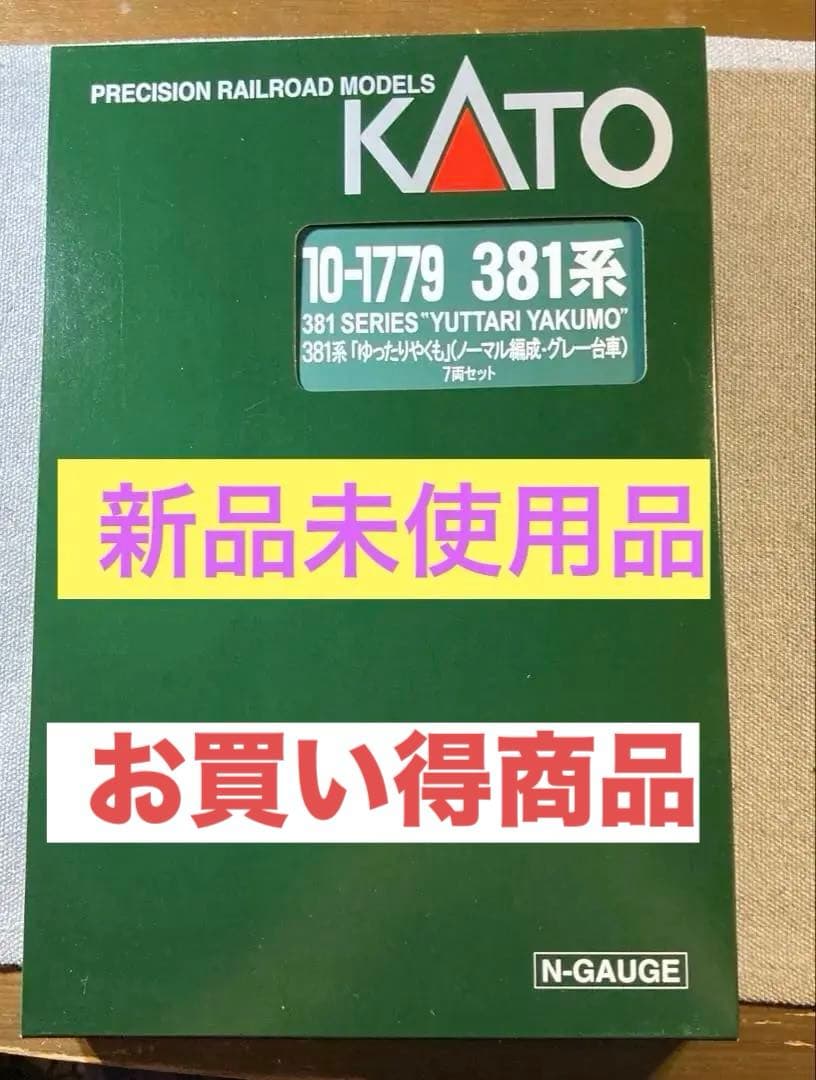 PRECISION RAILROAD MODELS
KATO
10-1779 381系
381 SERIES "YUTTARI YAKUMO"
381系「ゆったりやくも」(ノーマル編成・グレー台車)
7両セット
新品未使用品
お買い得商品
N-GAUGE